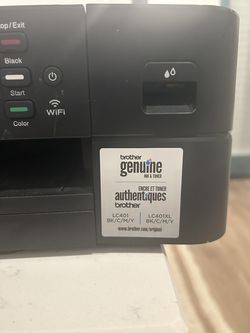 Stop/Exit
Black
Start
WiFi
Color
brother
genuine
INK & TONER
ENCRE ET TONER
authentiques
brother
LC401 LC401XL
BK/C/M/Y BK/C/M/Y
www.brother.com/original